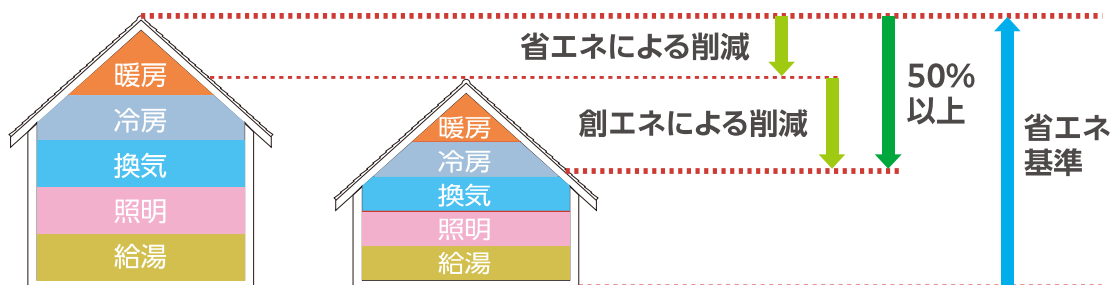 暖房
冷房
換気
照明
給湯
暖房
冷房
換気
照明
給湯
省エネによる削減
創エネによる削減
50%
以上
省エネ
基準